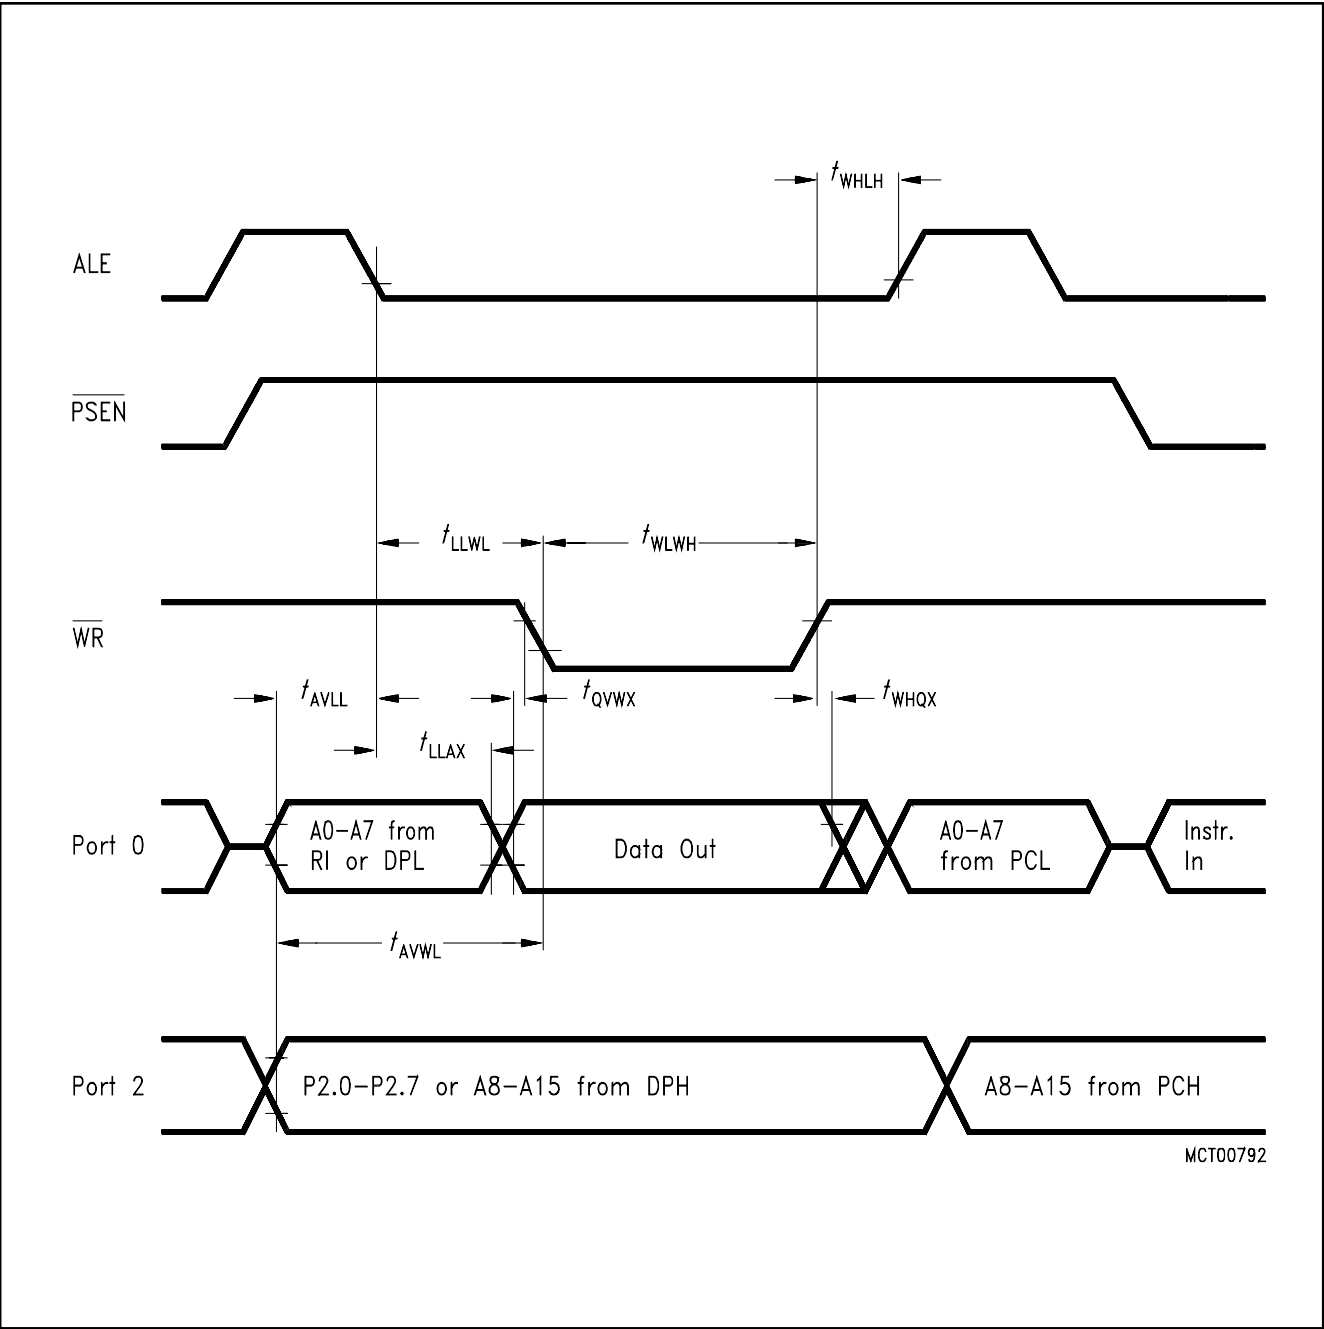 tWHLH
ALE
PSEN
tLLWL
tWLWH
WR
tAVLL
tQVWX
tWHQX
tLLAX
Port 0
A0-A7 from
RI or DPL
Data Out
A0-A7
from PCL
Instr.
In
tAVWL
Port 2
P2.0-P2.7 or A8-A15 from DPH
A8-A15 from PCH
MCT00792